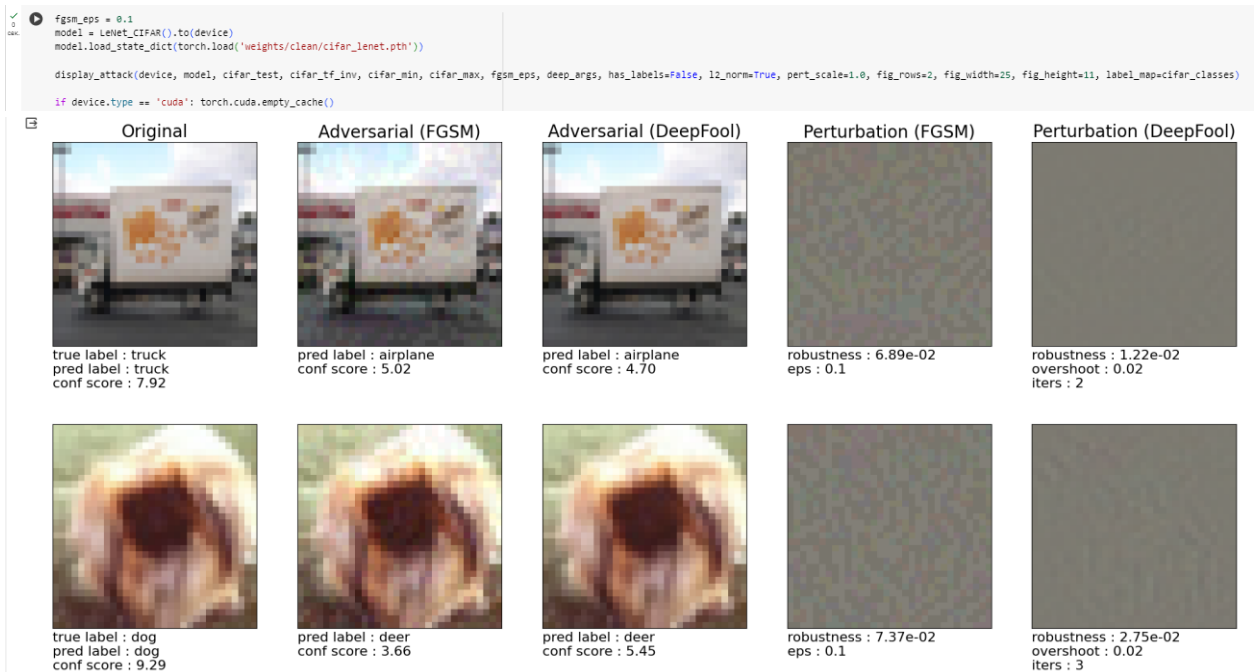 0
сек.
fgsm_eps = 0.1
model = LeNet_CIFAR().to(device)
model.load_state_dict(torch.load('weights/clean/cifar_lenet.pth'))
display_attack(device, model, cifar_test, cifar_tf_inv, cifar_min, cifar_max, fgsm_eps, deep_args, has_labels=False, l2_norm=True, pert_scale=1.0, fig_rows=2, fig_width=25, fig_height=11, label_map=cifar_classes)
if device.type == 'cuda': torch.cuda.empty_cache()
Original Adversarial (FGSM) Adversarial (DeepFool) Perturbation (FGSM) Perturbation (DeepFool)
true label : truck pred label : airplane pred label : airplane robustness : 6.89e-02 robustness : 1.22e-02
pred label : truck conf score : 5.02 conf score : 4.70 eps : 0.1 overshoot : 0.02
conf score : 7.92 iters : 2
true label : dog pred label : deer pred label : deer robustness : 7.37e-02 robustness : 2.75e-02
pred label : dog conf score : 3.66 conf score : 5.45 eps : 0.1 overshoot : 0.02
conf score : 9.29 iters : 3